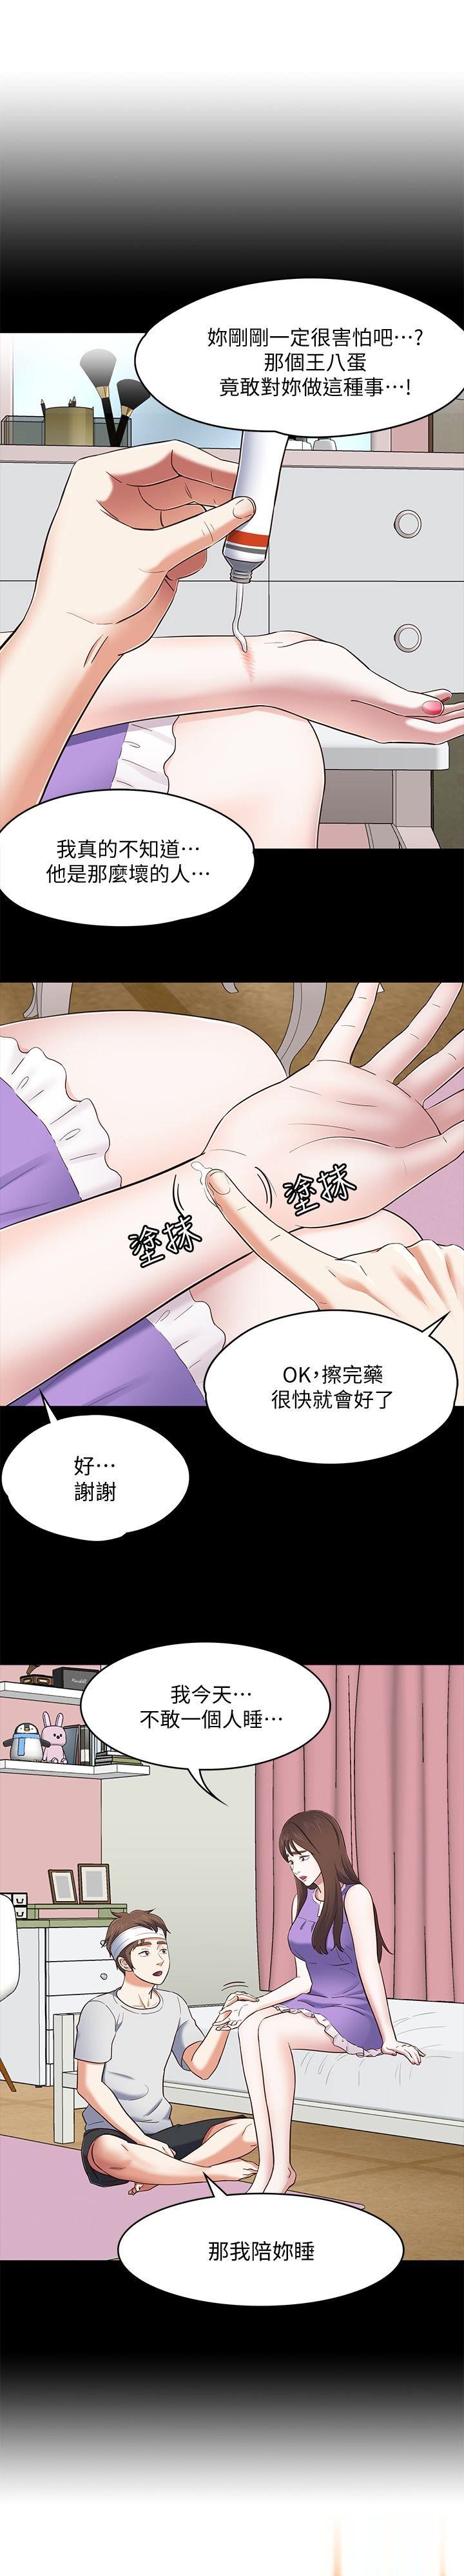 妳剛剛一定很害怕吧…?
那個王八蛋
竟敢對妳做這種事…!
我真的不知道…
他是那麼壞的人…
塗抹
塗抹
OK，擦完藥
很快就會好了
好…
謝謝
我今天…
不敢一個人睡…
那我陪妳睡